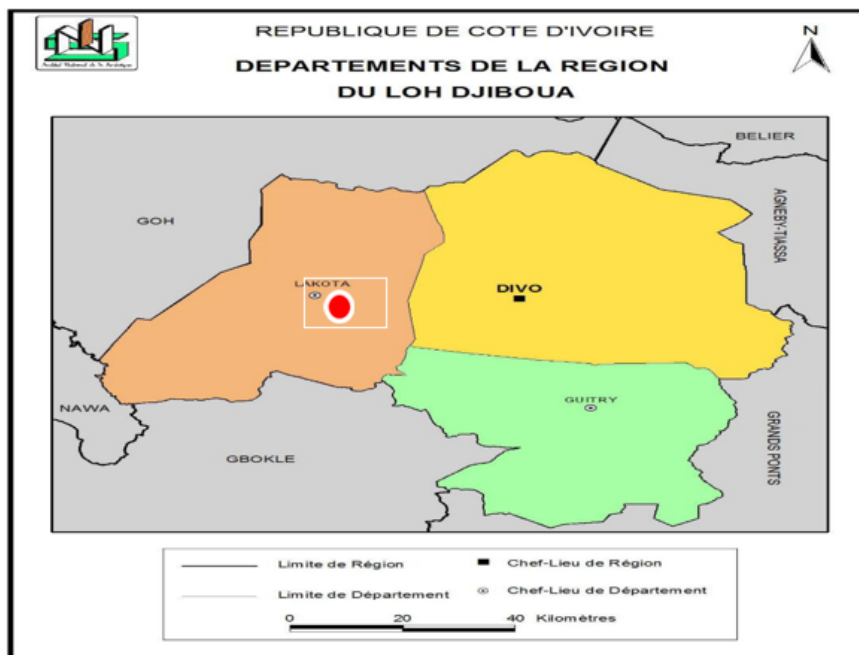 REPUBLIQUE DE COTE D'IVOIRE
N
DEPARTEMENTS DE LA REGION
DU LOH DJIBOUA
BELIER
GOH
AGNEBY-TIASSA
LAKOTA
DIVO
GUITRY
NAWA
GRANDS PONTS
GBOKLE
Limite de Région
Chef-Lieu de Région
Limite de Département
Chef-Lieu de Département
0 20 40 Kilomètres